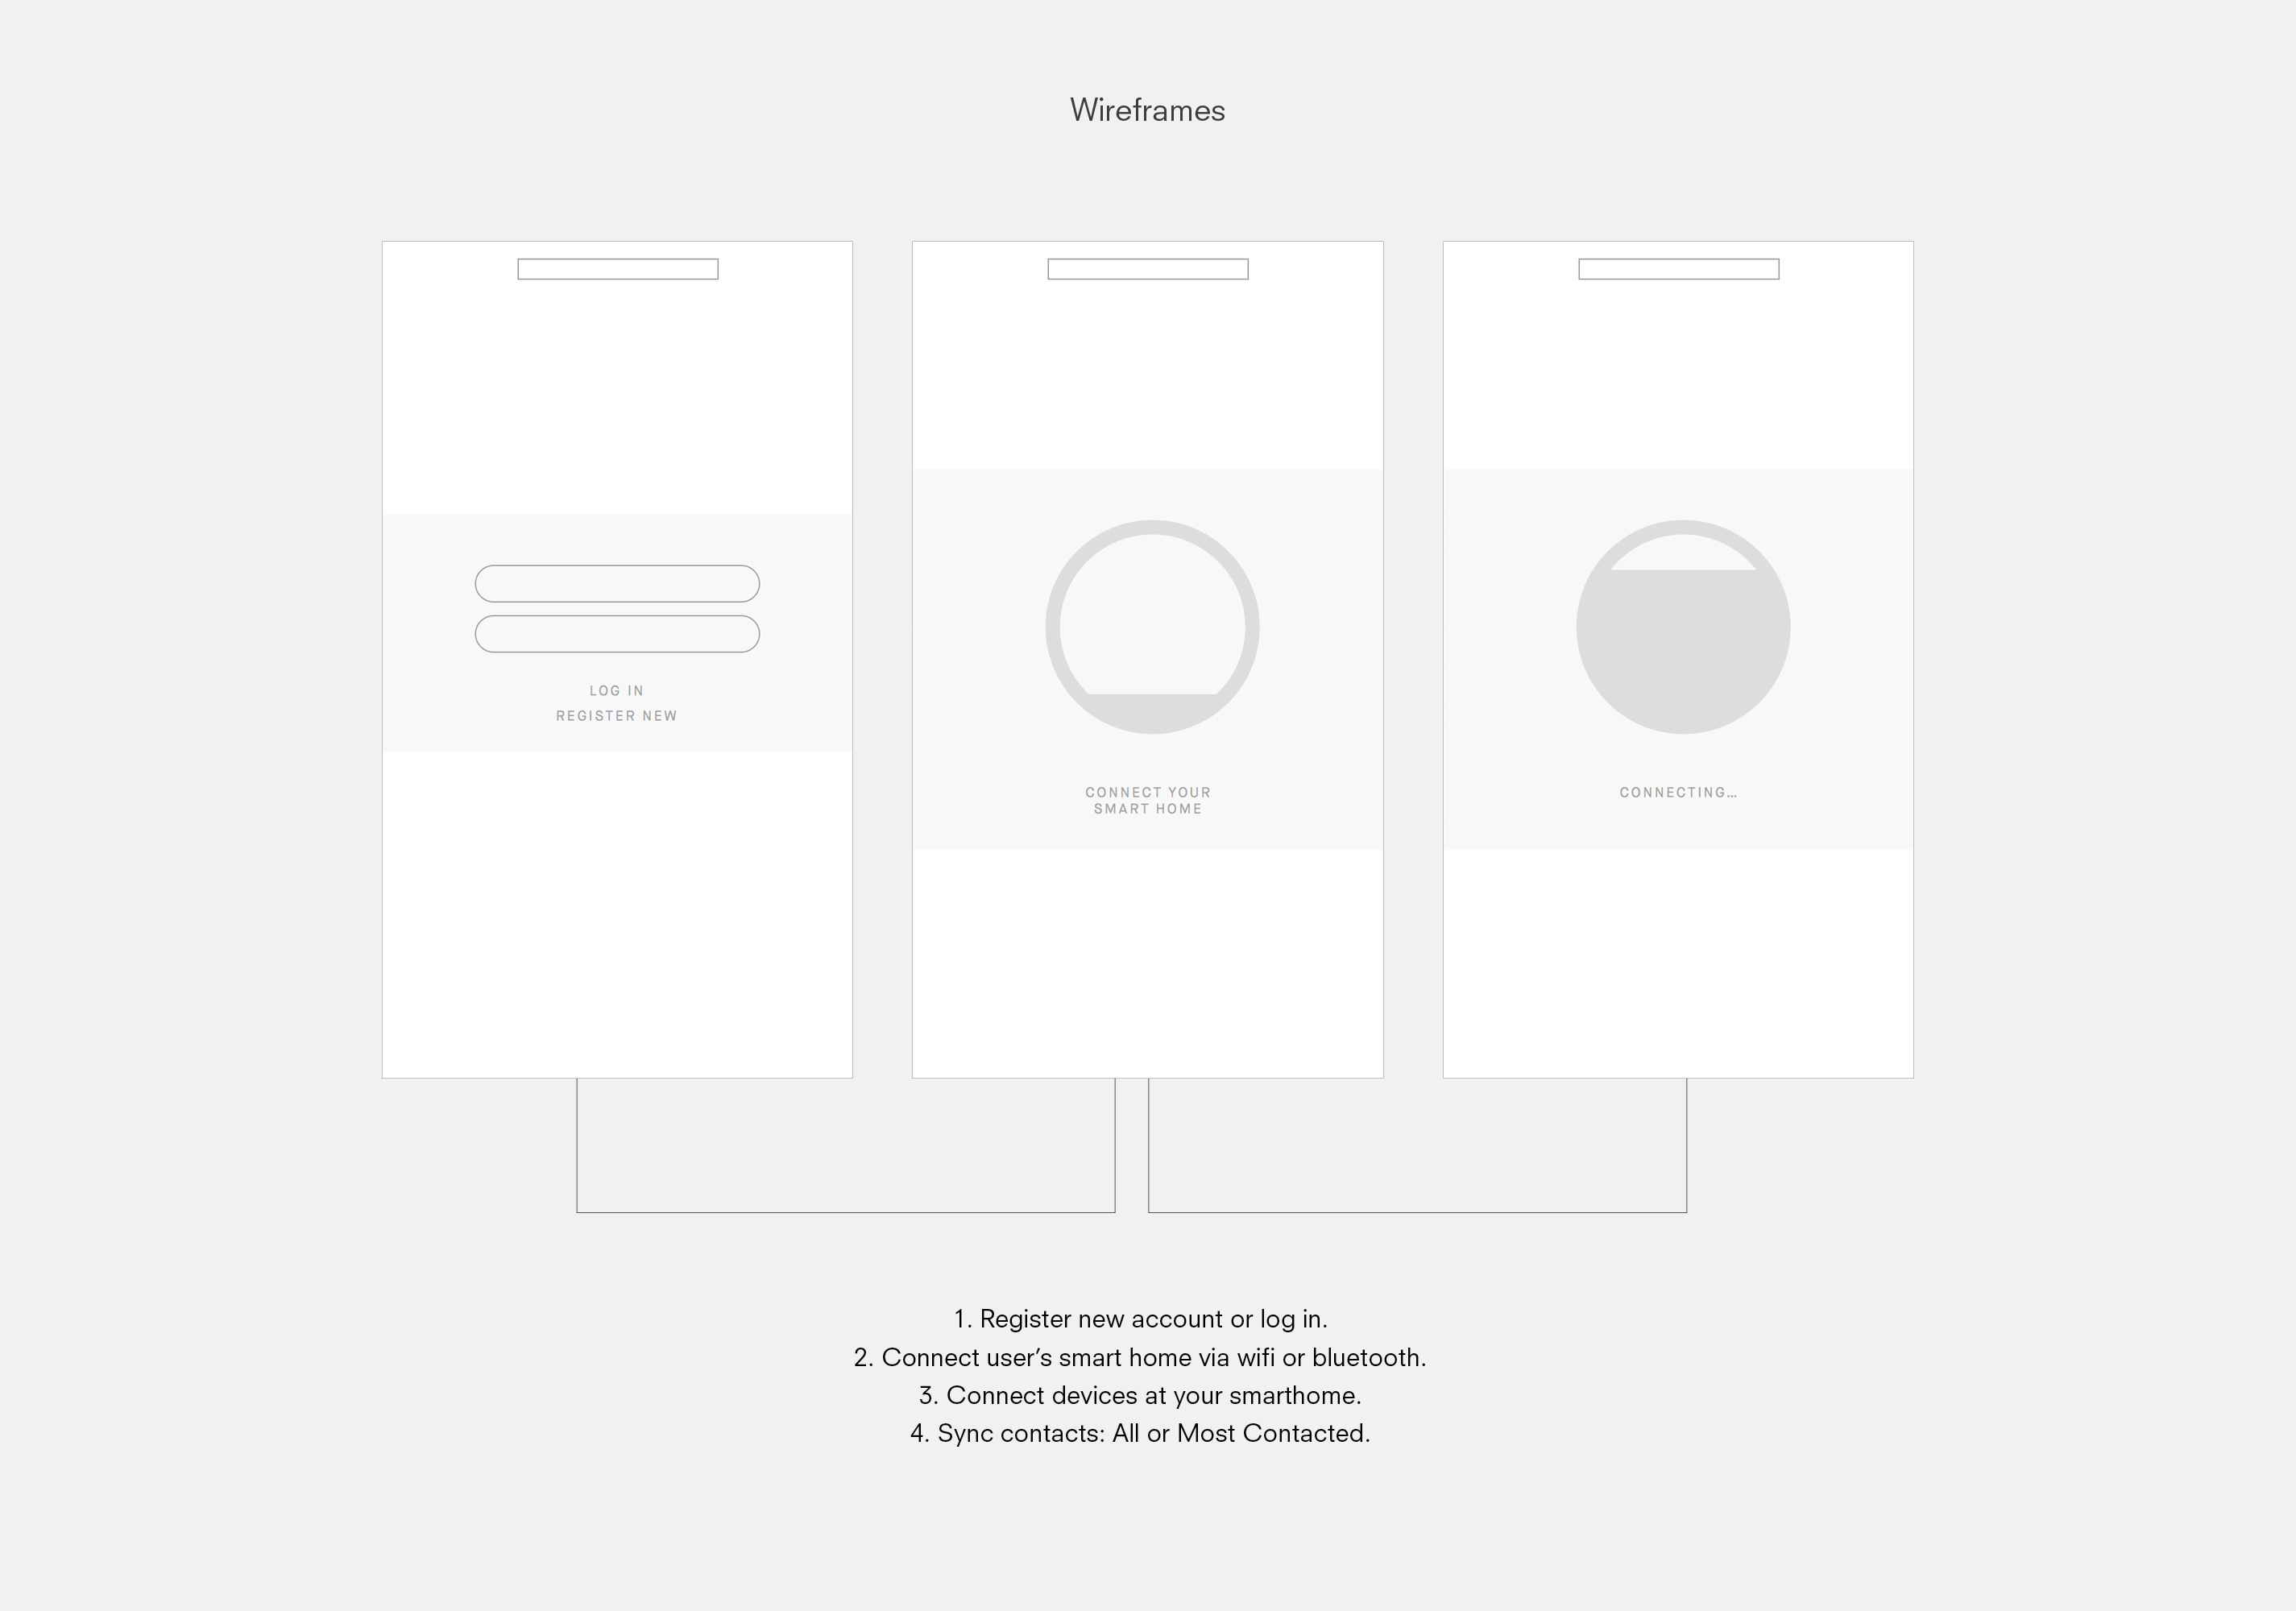 Wireframes
LOG IN
REGISTER NEW
CONNECT YOUR
SMART HOME
CONNECTING...
1. Register new account or log in.
2. Connect user’s smart home via wifi or bluetooth.
3. Connect devices at your smarthome.
4. Sync contacts: All or Most Contacted.